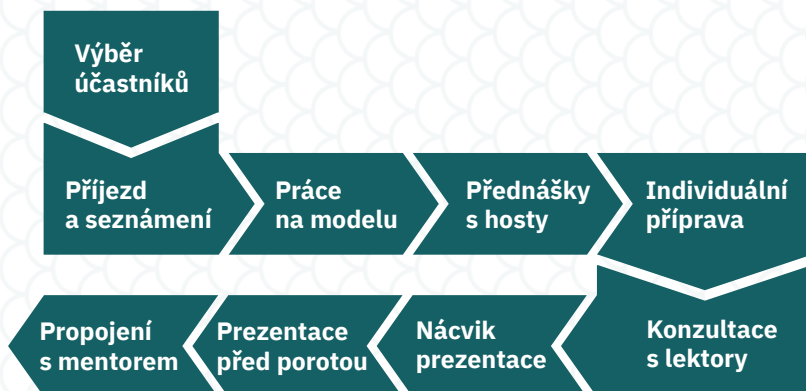 Výběr
účastníků
Příjezd
a seznámení
Práce
na modelu
Přednášky
s hosty
Individuální
příprava
Konzultace
s lektory
Nácvik
prezentace
Prezentace
před porotou
Propojení
s mentorem